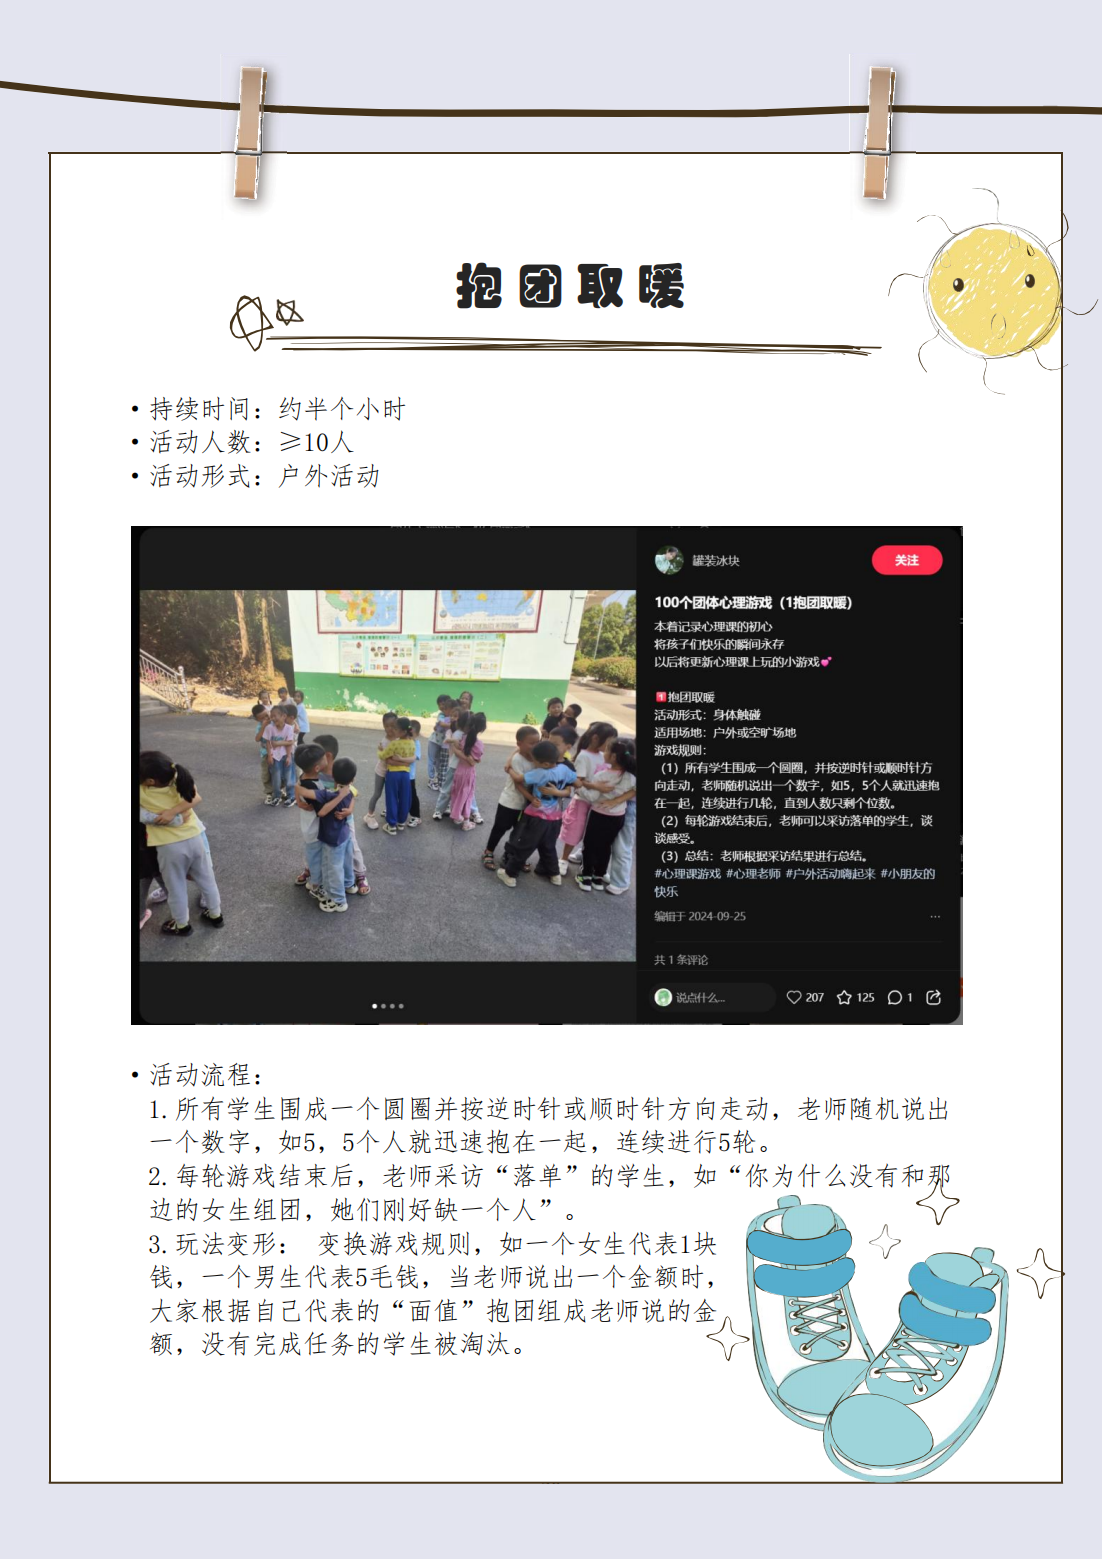 抱团取暖
•持续时间：约半个小时
•活动人数：≥10人
•活动形式：户外活动
罐装冰块
关注
100个团体心理游戏（1抱团取暖）
本着记录心理课的初心
将孩子们快乐的瞬间永存
以后将更新心理课上玩的小游戏💕
1️⃣抱团取暖
活动形式：身体触碰
适用场地：户外或空旷场地
游戏规则：
（1）所有学生围成一个圆圈，并按逆时针或顺时针方
向走动，老师随机说出一个数字，如5，5个人就迅速抱
在一起，连续进行几轮，直到人数只剩个位数。
（2）每轮游戏结束后，老师可以采访落单的学生，谈
谈感受。
（3）总结：老师根据采访结果进行总结。
#心理课游戏 #心理老师 #户外活动嗨起来 #小朋友的
快乐
编辑于 2024-09-25
共 1 条评论
说点什么...
207
125
1
•活动流程：
1.所有学生围成一个圆圈并按逆时针或顺时针方向走动，老师随机说出
一个数字，如5，5个人就迅速抱在一起，连续进行5轮。
2.每轮游戏结束后，老师采访“落单”的学生，如“你为什么没有和那
边的女生组团，她们刚好缺一个人”。
3.玩法变形： 变换游戏规则，如一个女生代表1块
钱，一个男生代表5毛钱，当老师说出一个金额时，
大家根据自己代表的“面值”抱团组成老师说的金
额，没有完成任务的学生被淘汰。